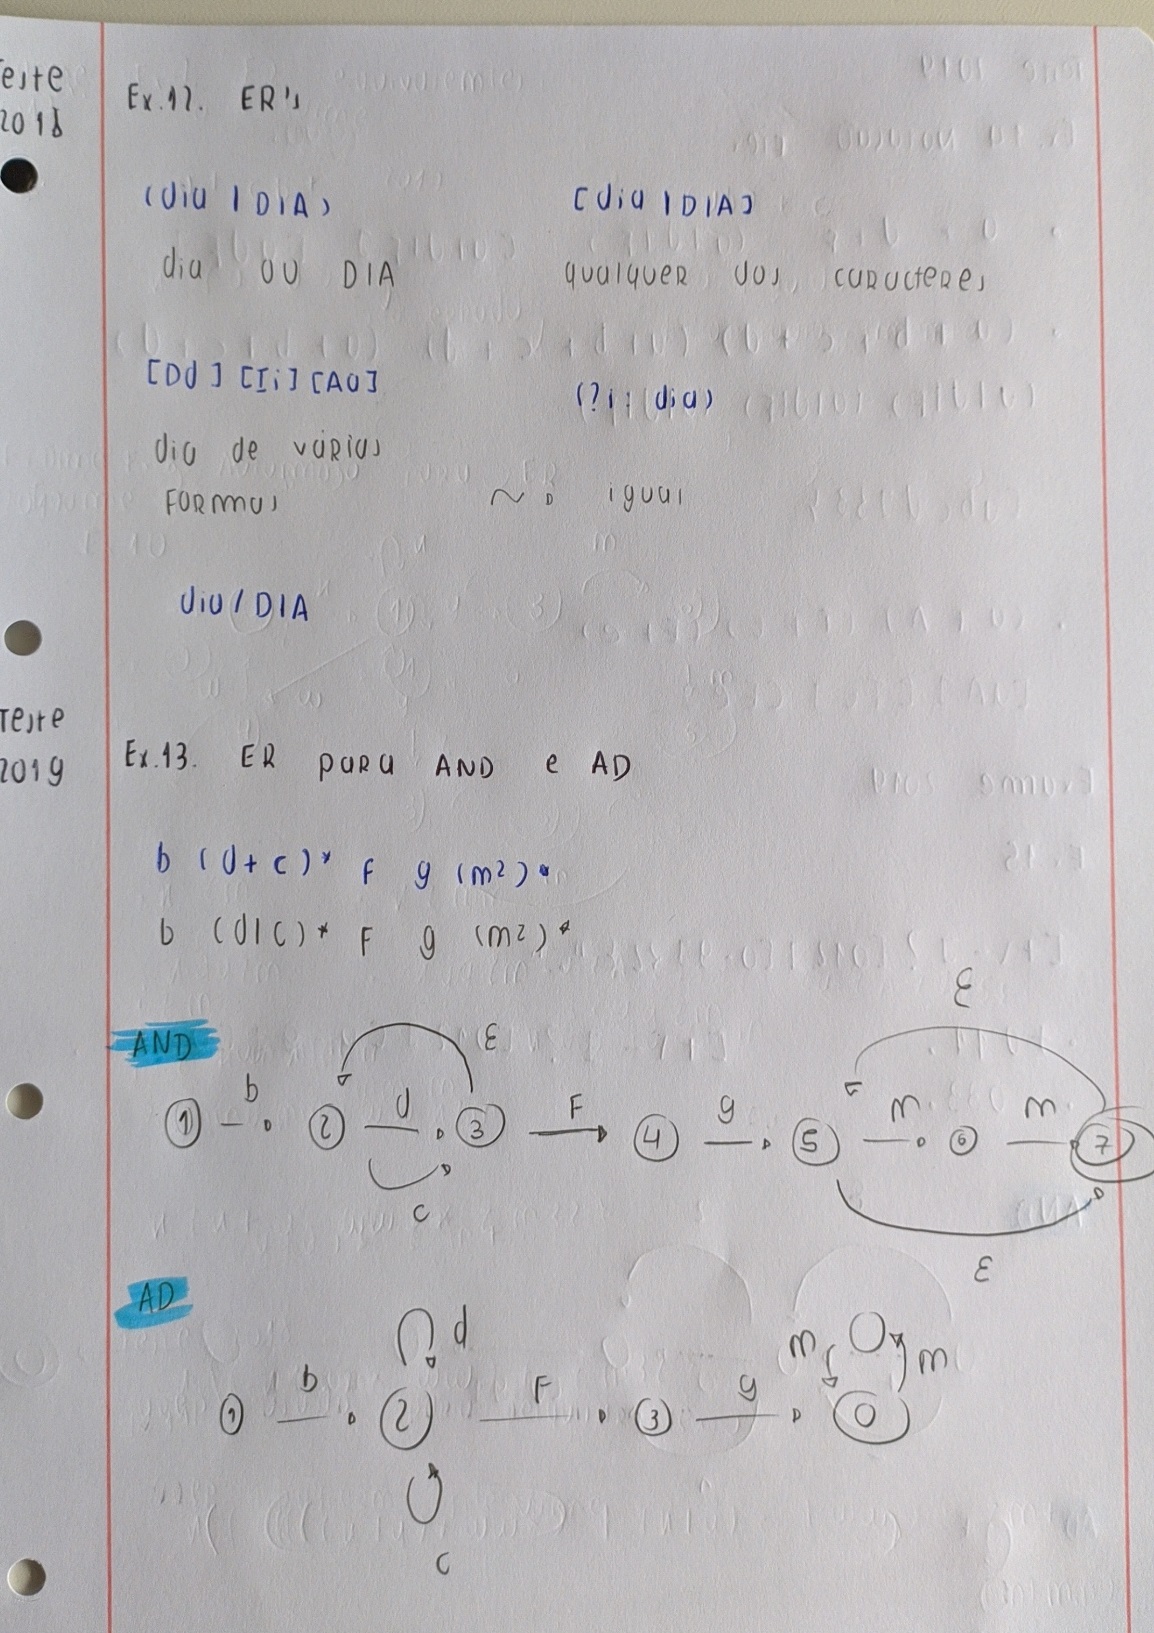 Teste
2018
Ex.12. ER's
(dia | DIA) [dia | DIA]
dia OU DIA qualquer dos caracteres
[Dd] [Ii] [Aa] (?i:(dia)
dia de várias
formas ~ igual
dia/DIA
Teste
2019
Ex.13. ER para AND e AD
b (d+c)* F g (m²)*
b (d|c)* F g (m²)*
ε
AND ε
b d F g m m
1 2 3 4 5 6 7
c
ε
AD
d
m m
b F g
1 2 3 0
c